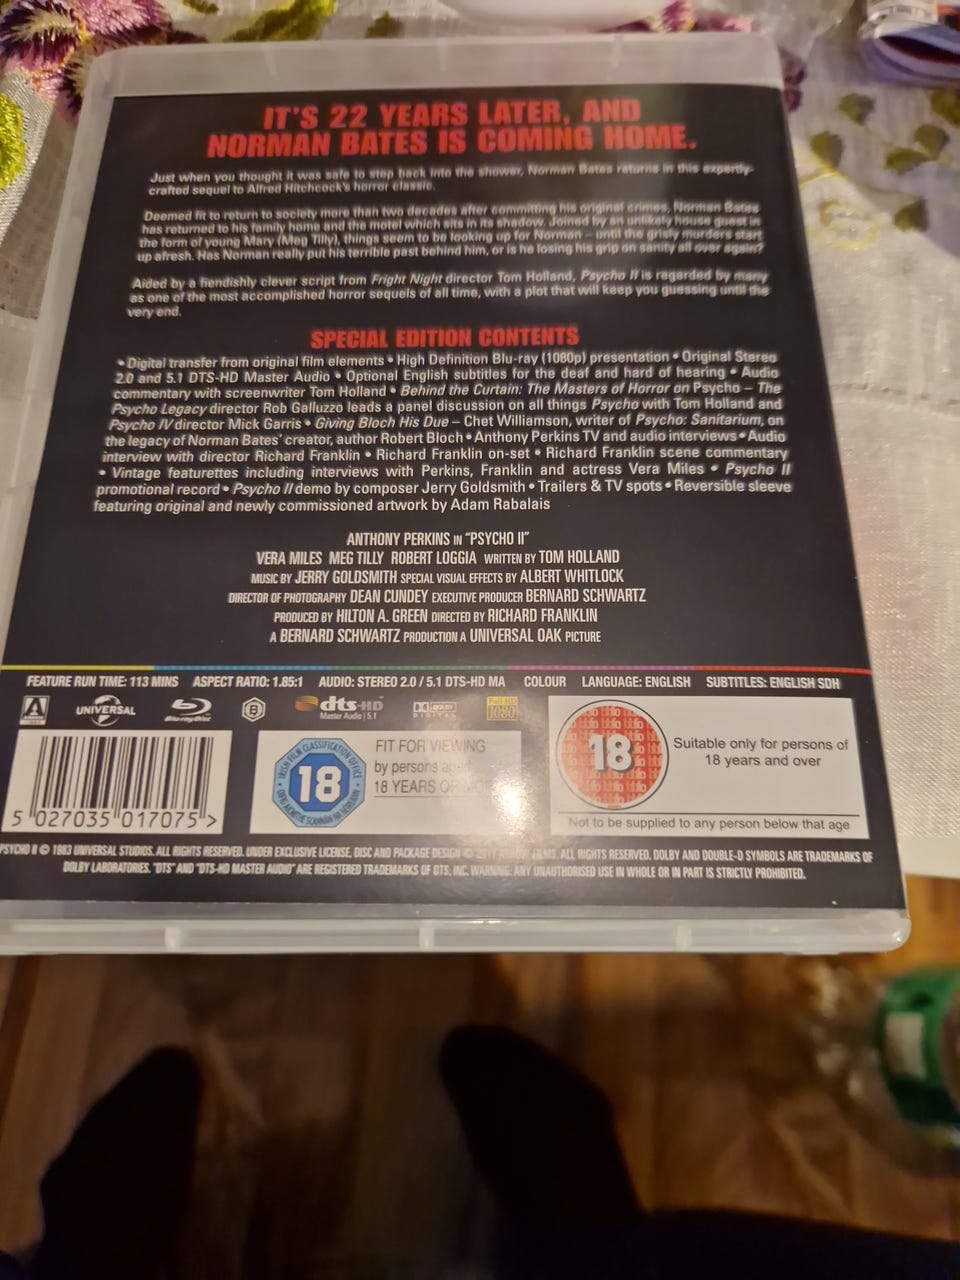 IT'S 22 YEARS LATER, AND
NORMAN BATES IS COMING HOME.
Just when you thought it was safe to step back into the shower, Norman Bates returns in this expertly-
crafted sequel to Alfred Hitchcock's horror classic.
Deemed fit to return to society more than two decades after committing his original crimes, Norman Bates
has returned to his family home and the motel which sits in its shadow. Joined by an unlikely house guest in
the form of young Mary (Meg Tilly), things seem to be looking up for Norman – until the grisly murders start
up afresh. Has Norman really put his terrible past behind him, or is he losing his grip on sanity all over again?
Aided by a fiendishly clever script from Fright Night director Tom Holland, Psycho II is regarded by many
as one of the most accomplished horror sequels of all time, with a plot that will keep you guessing until the
very end.
SPECIAL EDITION CONTENTS
• Digital transfer from original film elements • High Definition Blu-ray (1080p) presentation • Original Stereo
2.0 and 5.1 DTS-HD Master Audio • Optional English subtitles for the deaf and hard of hearing • Audio
commentary with screenwriter Tom Holland • Behind the Curtain: The Masters of Horror on Psycho – The
Psycho Legacy director Rob Galluzzo leads a panel discussion on all things Psycho with Tom Holland and
Psycho IV director Mick Garris • Giving Bloch His Due – Chet Williamson, writer of Psycho: Sanitarium, on
the legacy of Norman Bates' creator, author Robert Bloch • Anthony Perkins TV and audio interviews • Audio
interview with director Richard Franklin • Richard Franklin on-set • Richard Franklin scene commentary
• Vintage featurettes including interviews with Perkins, Franklin and actress Vera Miles • Psycho II
promotional record • Psycho II demo by composer Jerry Goldsmith • Trailers & TV spots • Reversible sleeve
featuring original and newly commissioned artwork by Adam Rabalais
ANTHONY PERKINS IN "PSYCHO II"
VERA MILES MEG TILLY ROBERT LOGGIA WRITTEN BY TOM HOLLAND
MUSIC BY JERRY GOLDSMITH SPECIAL VISUAL EFFECTS BY ALBERT WHITLOCK
DIRECTOR OF PHOTOGRAPHY DEAN CUNDEY EXECUTIVE PRODUCER BERNARD SCHWARTZ
PRODUCED BY HILTON A. GREEN DIRECTED BY RICHARD FRANKLIN
A BERNARD SCHWARTZ PRODUCTION A UNIVERSAL OAK PICTURE
FEATURE RUN TIME: 113 MINS ASPECT RATIO: 1.85:1 AUDIO: STEREO 2.0 / 5.1 DTS-HD MA COLOUR LANGUAGE: ENGLISH SUBTITLES: ENGLISH SDH
UNIVERSAL Blu-ray Disc B dts-HD Master Audio | 5.1 DOLBY DIGITAL Full HD 1080
IRISH FILM CLASSIFICATION OFFICE
18
FIT FOR VIEWING
by persons aged
18 YEARS OR MORE
18
Suitable only for persons of
18 years and over
Not to be supplied to any person below that age
5 027035 017075 >
PSYCHO II © 1983 UNIVERSAL STUDIOS. ALL RIGHTS RESERVED. UNDER EXCLUSIVE LICENSE, DISC AND PACKAGE DESIGN © FILMS. ALL RIGHTS RESERVED. DOLBY AND DOUBLE-D SYMBOLS ARE TRADEMARKS OF
DOLBY LABORATORIES. "DTS" AND "DTS-HD MASTER AUDIO" ARE REGISTERED TRADEMARKS OF DTS, INC. WARNING: ANY UNAUTHORISED USE IN WHOLE OR IN PART IS STRICTLY PROHIBITED.